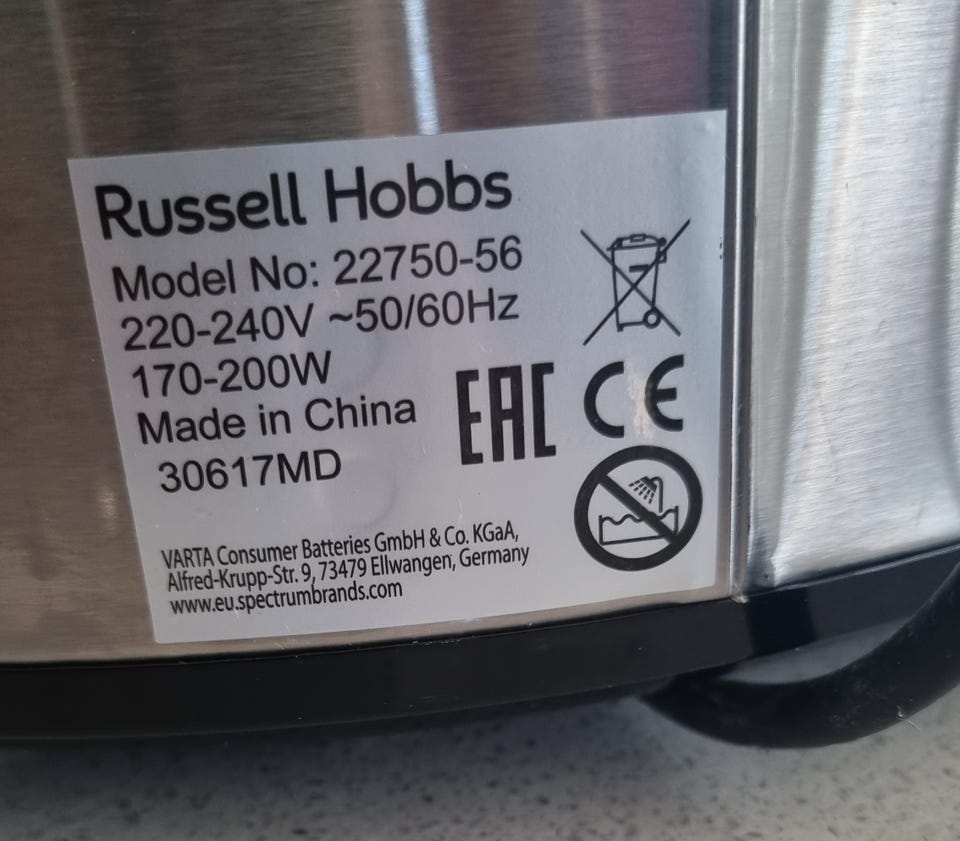 Russell Hobbs
Model No: 22750-56
220-240V ~50/60Hz
170-200W
Made in China
30617MD
EAC CE
VARTA Consumer Batteries GmbH & Co. KGaA,
Alfred-Krupp-Str. 9, 73479 Ellwangen, Germany
www.eu.spectrumbrands.com